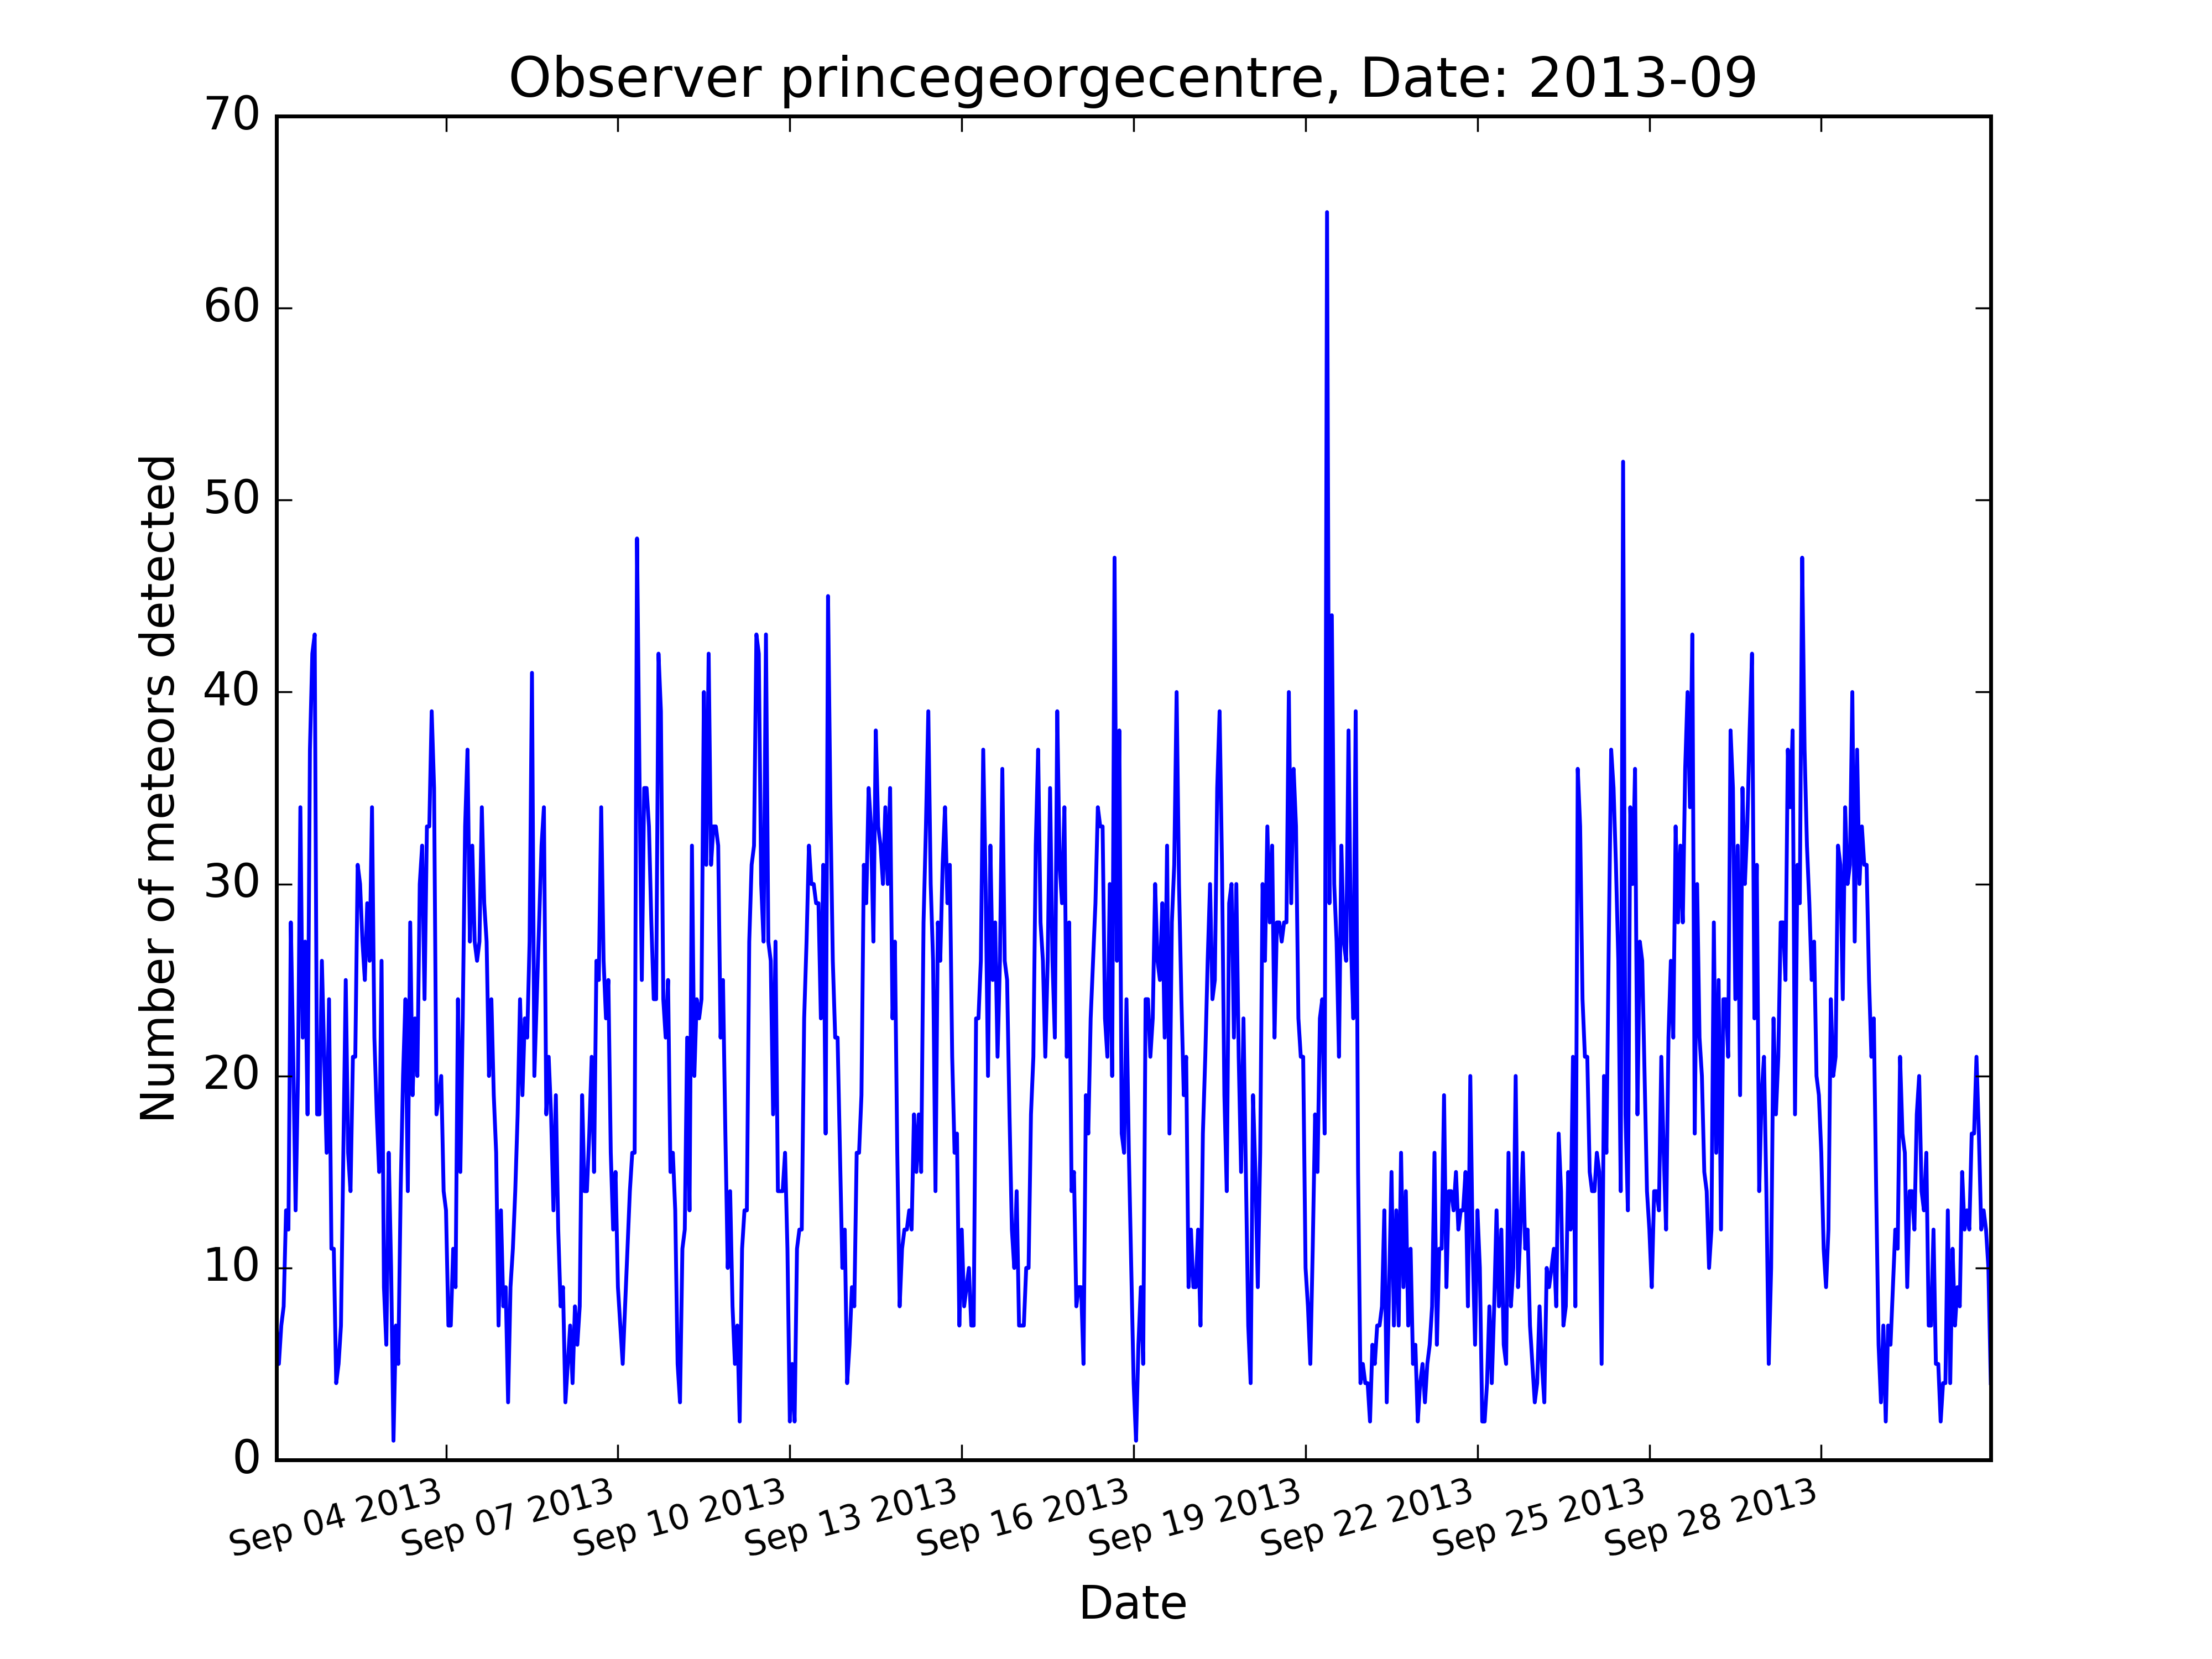 Observer princegeorgecentre, Date: 2013-09
70
60
50
40
30
20
10
0
Number of meteors detected
Sep 04 2013
Sep 07 2013
Sep 10 2013
Sep 13 2013
Sep 16 2013
Sep 19 2013
Sep 22 2013
Sep 25 2013
Sep 28 2013
Date